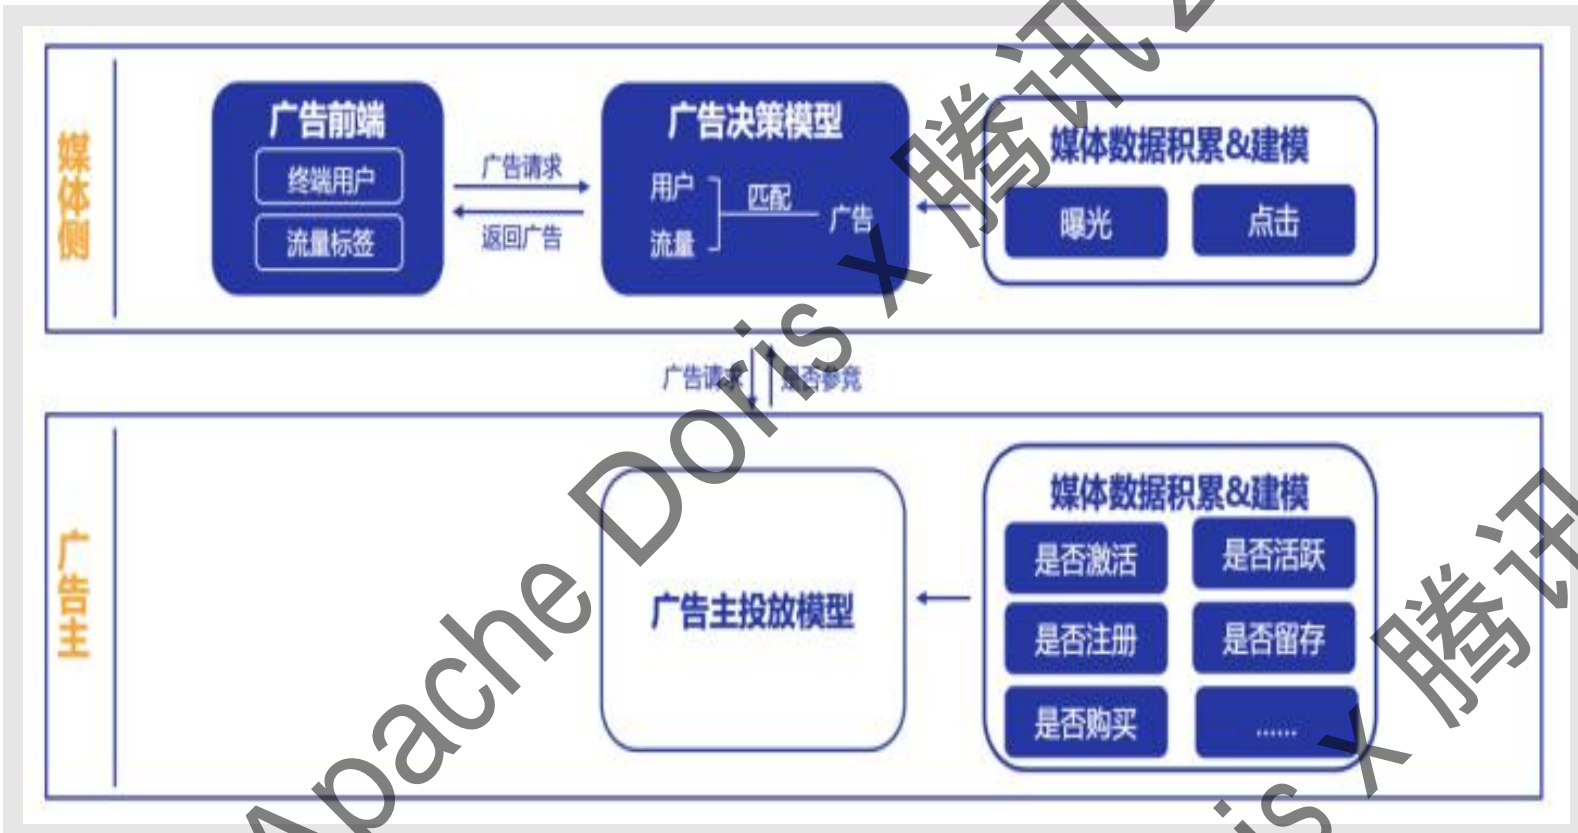 媒体侧
广告前端
终端用户
流量标签
广告请求
返回广告
广告决策模型
用户
流量
匹配
广告
媒体数据积累&建模
曝光
点击
广告请求
是否参竞
广告主
广告主投放模型
媒体数据积累&建模
是否激活
是否活跃
是否注册
是否留存
是否购买
......
Apache Doris x 腾讯
is x 腾讯